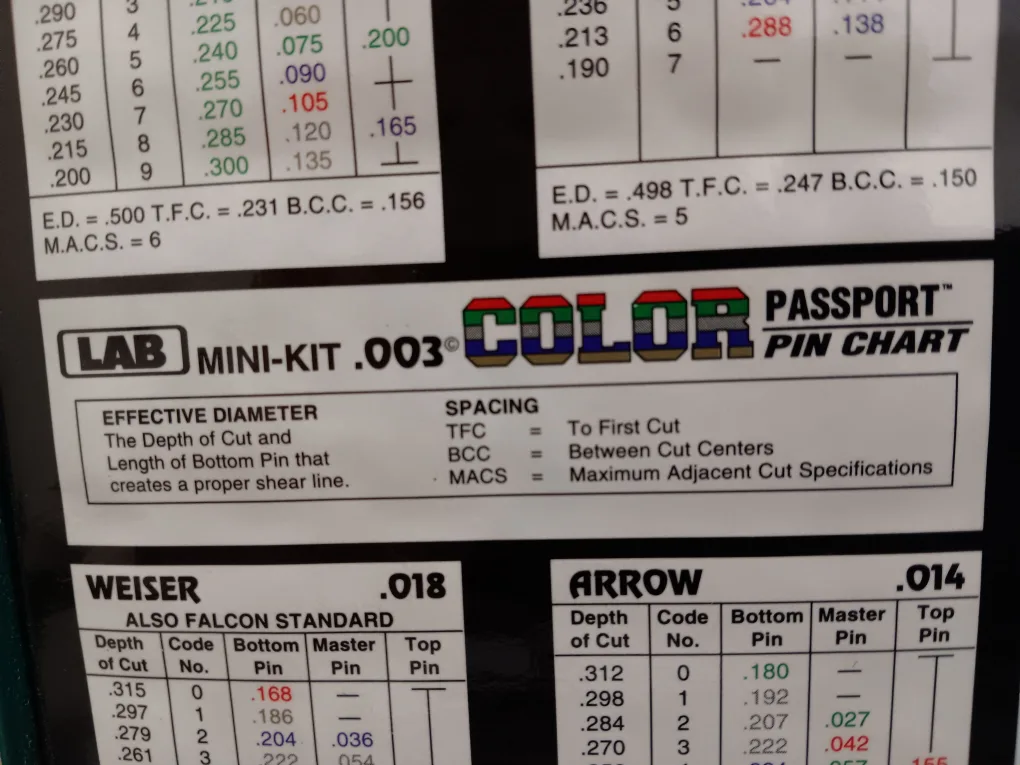 .290 3
.275 4 .225 .060
.260 5 .240 .075 .200
.245 6 .255 .090
.230 7 .270 .105
.215 8 .285 .120 .165
.200 9 .300 .135
E.D. = .500 T.F.C. = .231 B.C.C. = .156
M.A.C.S. = 6
.236 5
.213 6 .288 .138
.190 7 — —
E.D. = .498 T.F.C. = .247 B.C.C. = .150
M.A.C.S. = 5
LAB MINI-KIT .003© COLOR PASSPORT™
PIN CHART
EFFECTIVE DIAMETER
The Depth of Cut and
Length of Bottom Pin that
creates a proper shear line.
SPACING
TFC = To First Cut
BCC = Between Cut Centers
MACS = Maximum Adjacent Cut Specifications
WEISER .018
ALSO FALCON STANDARD
Depth of Cut Code No. Bottom Pin Master Pin Top Pin
.315 0 .168 —
.297 1 .186 —
.279 2 .204 .036
.261 3 .222 .054
ARROW .014
Depth of Cut Code No. Bottom Pin Master Pin Top Pin
.312 0 .180 —
.298 1 .192 —
.284 2 .207 .027
.270 3 .222 .042